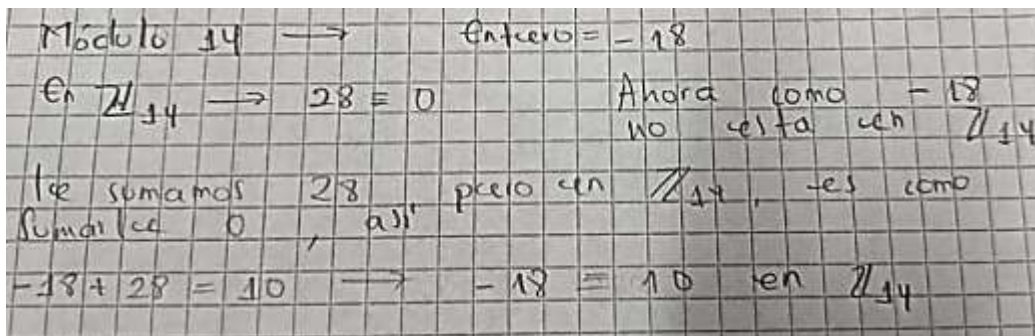 Módulo 14 → Entero = - 18
En ℤ14 → 28 = 0 Ahora como - 18
no esta en ℤ14
le sumamos 28 pero en ℤ14, es como
Sumarle 0, así
-18 + 28 = 10 → - 18 = 10 en ℤ14